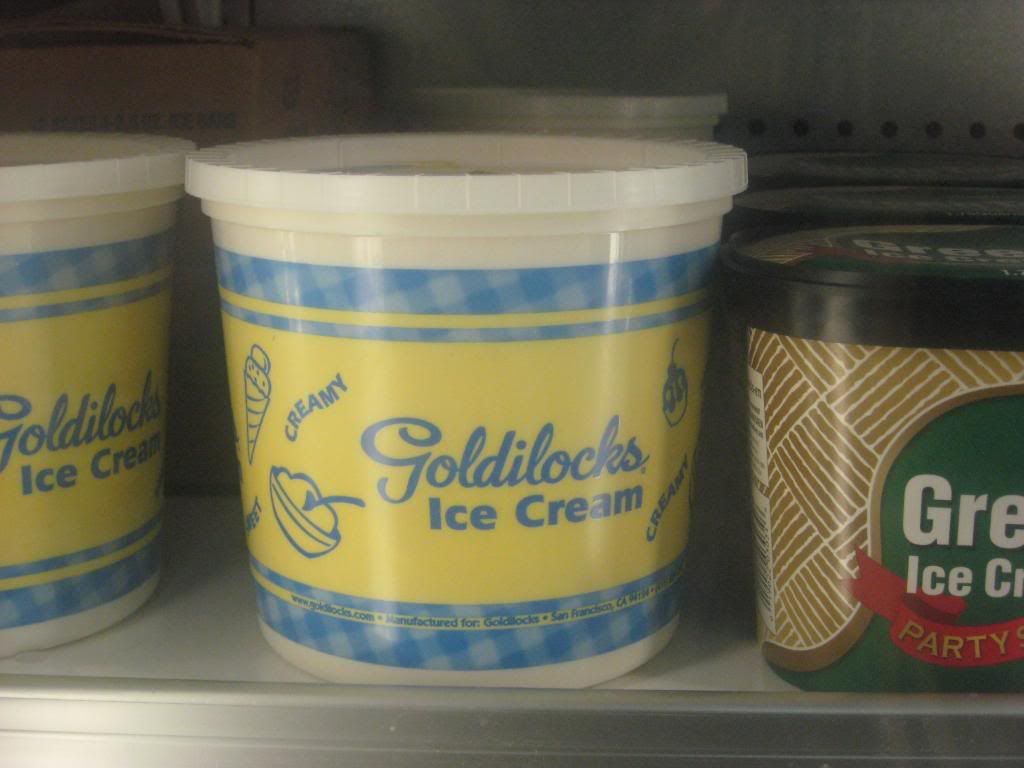 Goldilocks
Ice Cream
CREAMY
Goldilocks
Ice Cream
CREAMY
www.goldilocks.com • Manufactured for: Goldilocks • San Francisco, CA 94104
Gre
Ice Cr
PARTY S